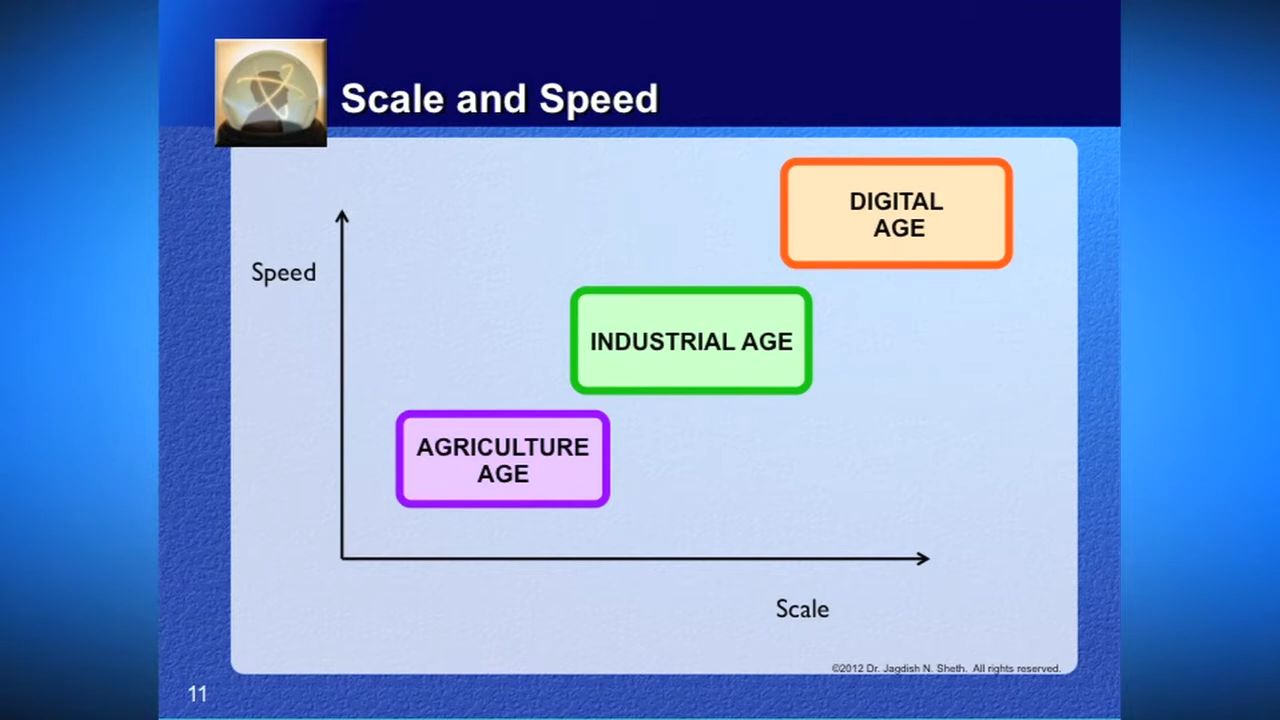 Scale and Speed
DIGITAL
AGE
Speed
INDUSTRIAL AGE
AGRICULTURE
AGE
Scale
©2012 Dr. Jagdish N. Sheth. All rights reserved.
11